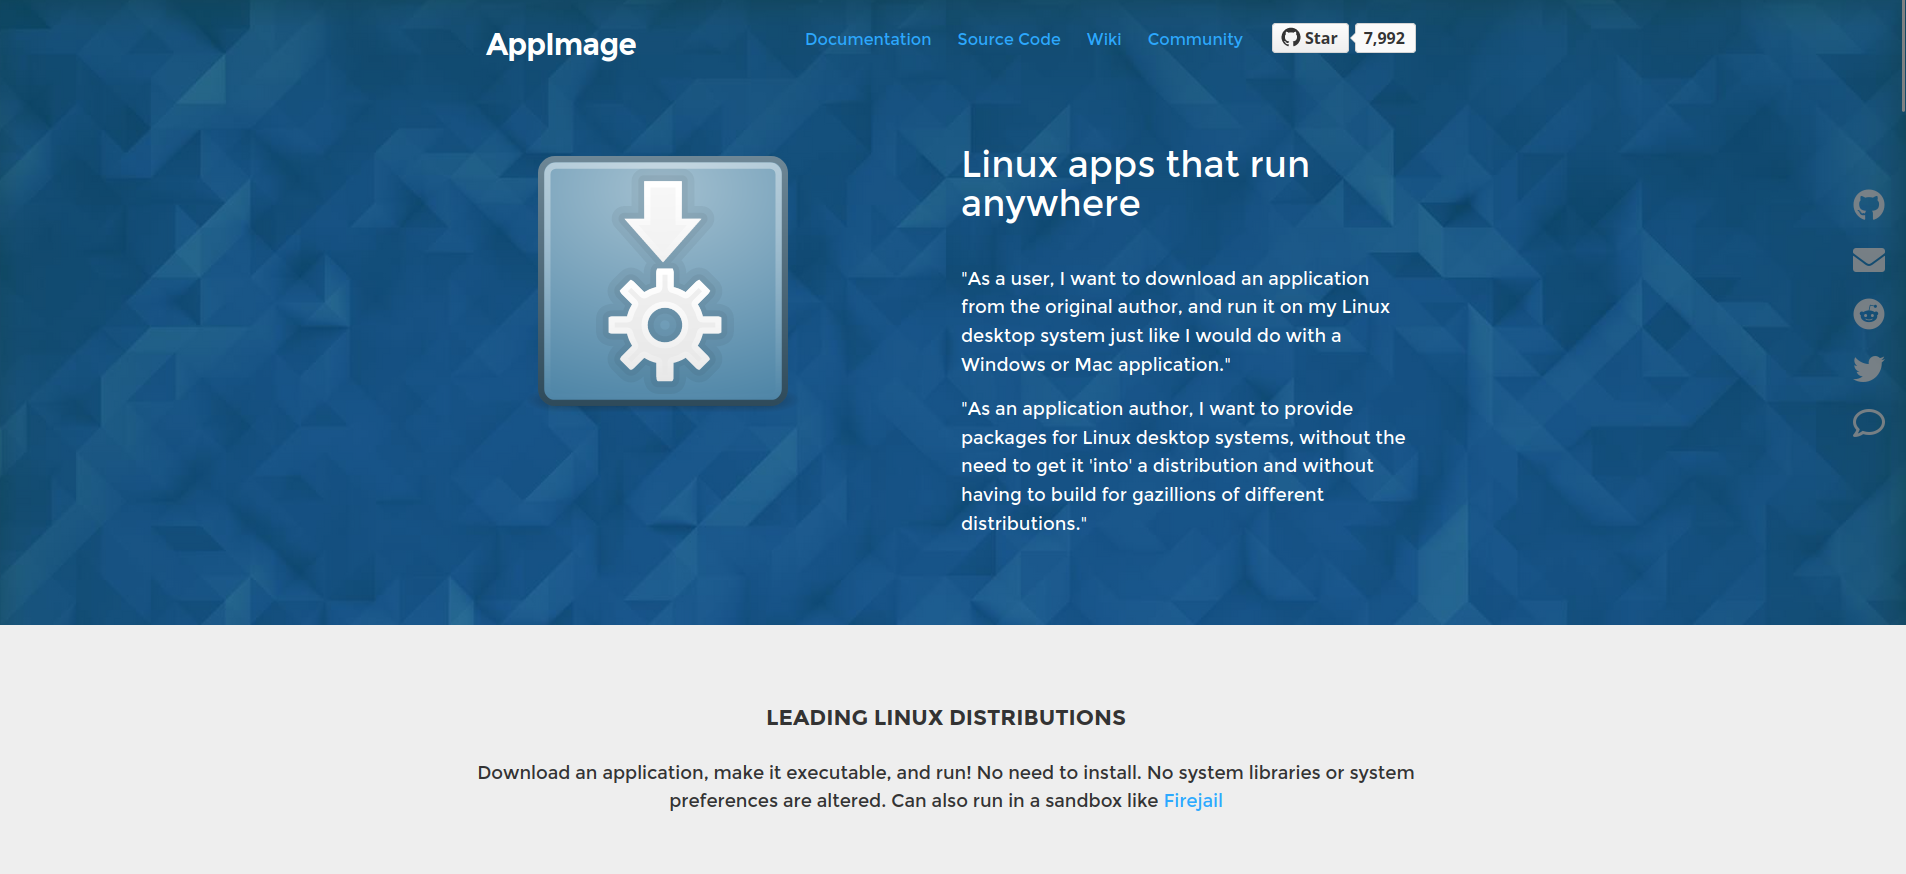 AppImage
Documentation Source Code Wiki Community Star 7,992
Linux apps that run
anywhere
"As a user, I want to download an application
from the original author, and run it on my Linux
desktop system just like I would do with a
Windows or Mac application."
"As an application author, I want to provide
packages for Linux desktop systems, without the
need to get it 'into' a distribution and without
having to build for gazillions of different
distributions."
LEADING LINUX DISTRIBUTIONS
Download an application, make it executable, and run! No need to install. No system libraries or system
preferences are altered. Can also run in a sandbox like Firejail